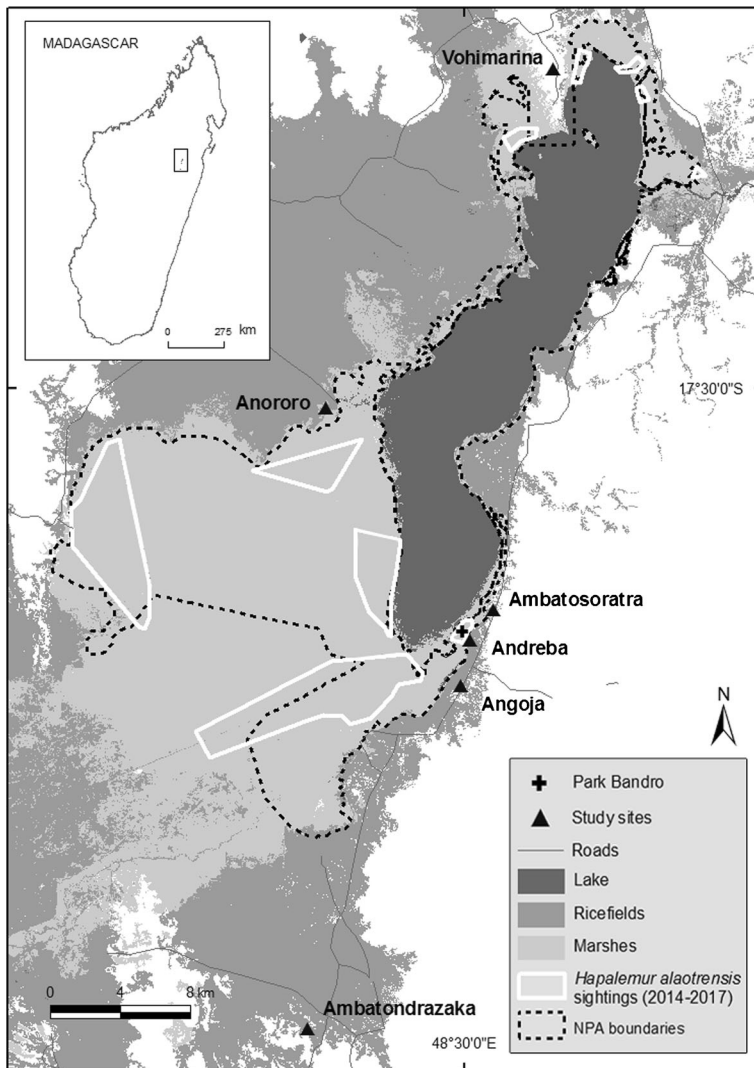 MADAGASCAR
0 275 km
Vohimarina
17°30'0"S
Anororo
Ambatosoratra
Andreba
Angoja
N
Park Bandro
Study sites
Roads
Lake
Ricefields
Marshes
Hapalemur alaotrensis
sightings (2014-2017)
NPA boundaries
0 4 8 km
Ambatondrazaka
48°30'0"E